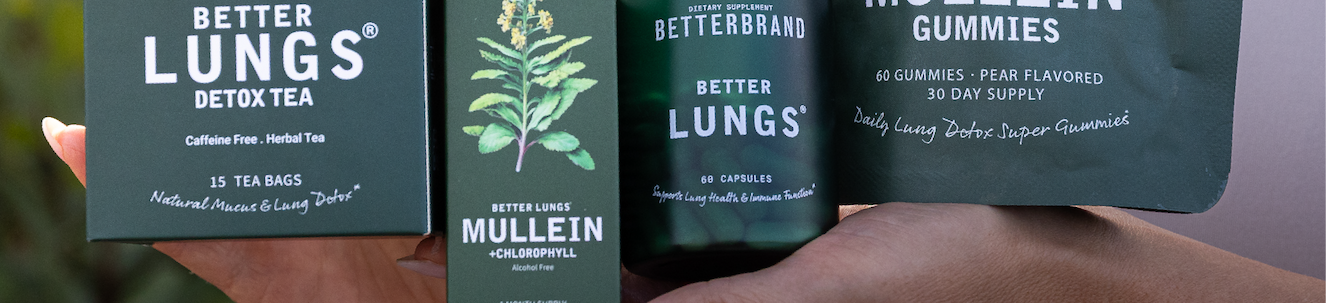 BETTER
LUNGS®
DETOX TEA
Caffeine Free . Herbal Tea
15 TEA BAGS
Natural Mucus & Lung Detox*
BETTER LUNGS
MULLEIN
+CHLOROPHYLL
Alcohol Free
DIETARY SUPPLEMENT
BETTERBRAND
BETTER
LUNGS®
60 CAPSULES
Supports Lung Health & Immune Function*
MULLEIN
GUMMIES
60 GUMMIES · PEAR FLAVORED
30 DAY SUPPLY
Daily Lung Detox Super Gummies*